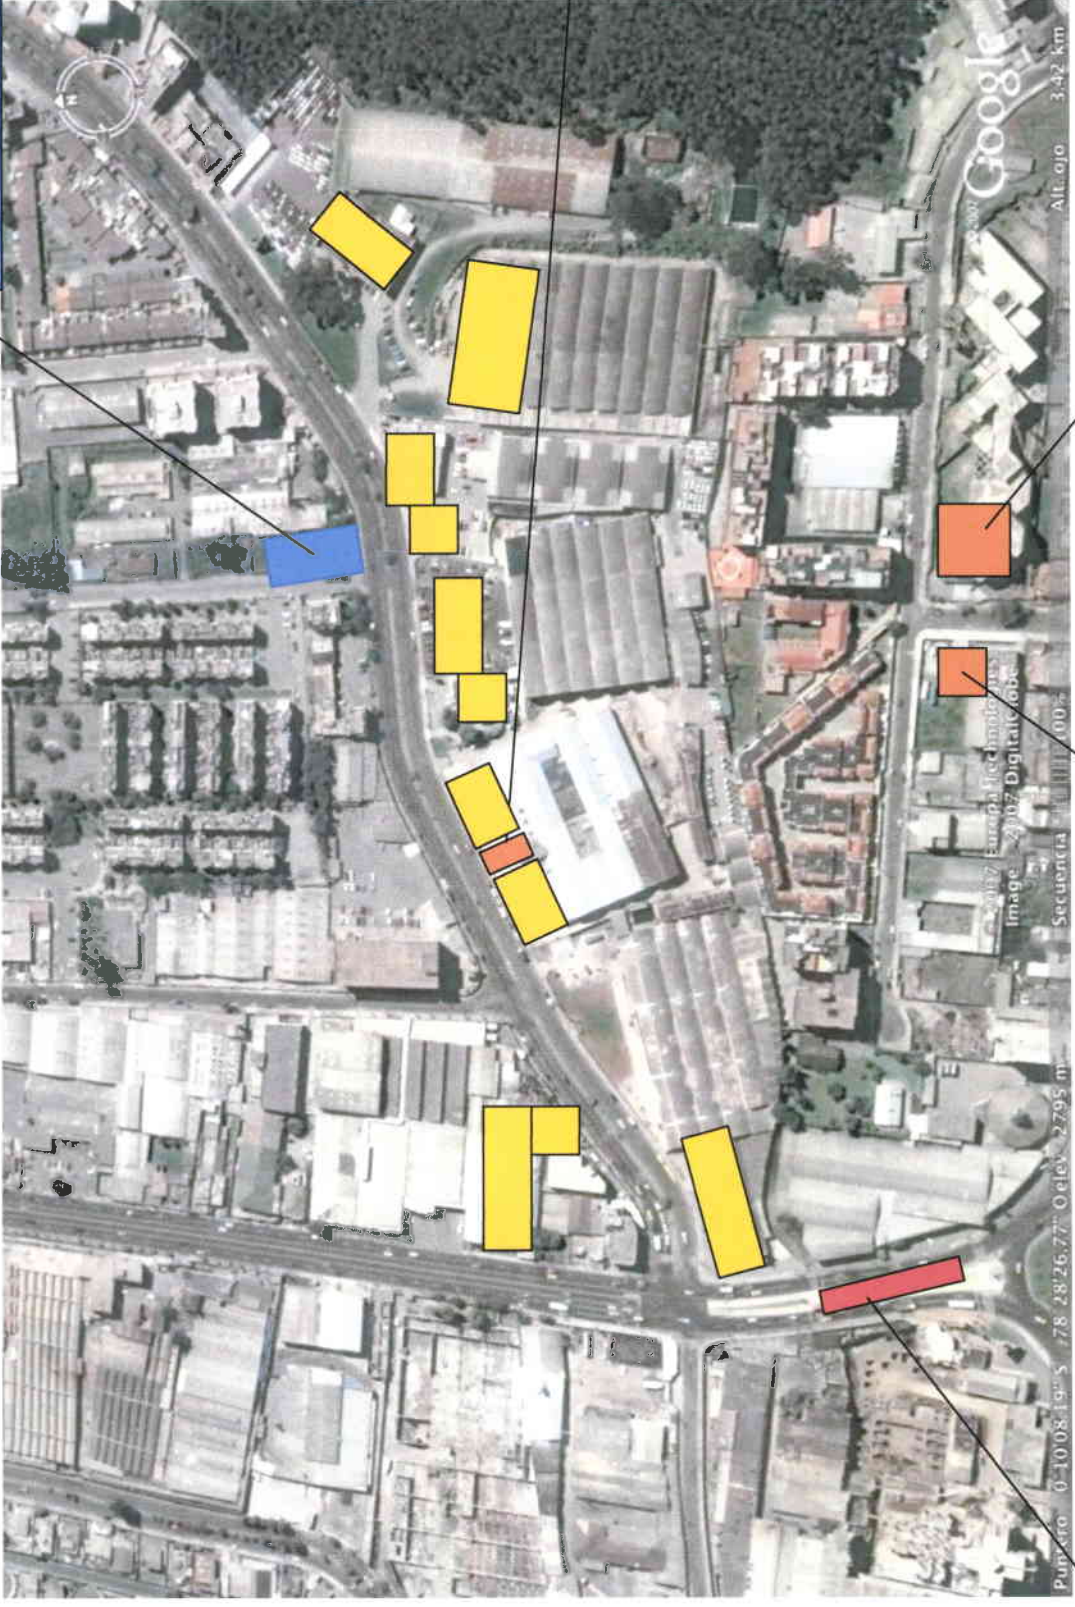 N
©2007 Google
© 2007 Europa Technologies
Image © 2007 DigitalGlobe
Puntero 0°10'08.19" S 78°28'26.77" O elev. 2795 m Secuencia ||||||||| 100% Alt. ojo 3.42 km